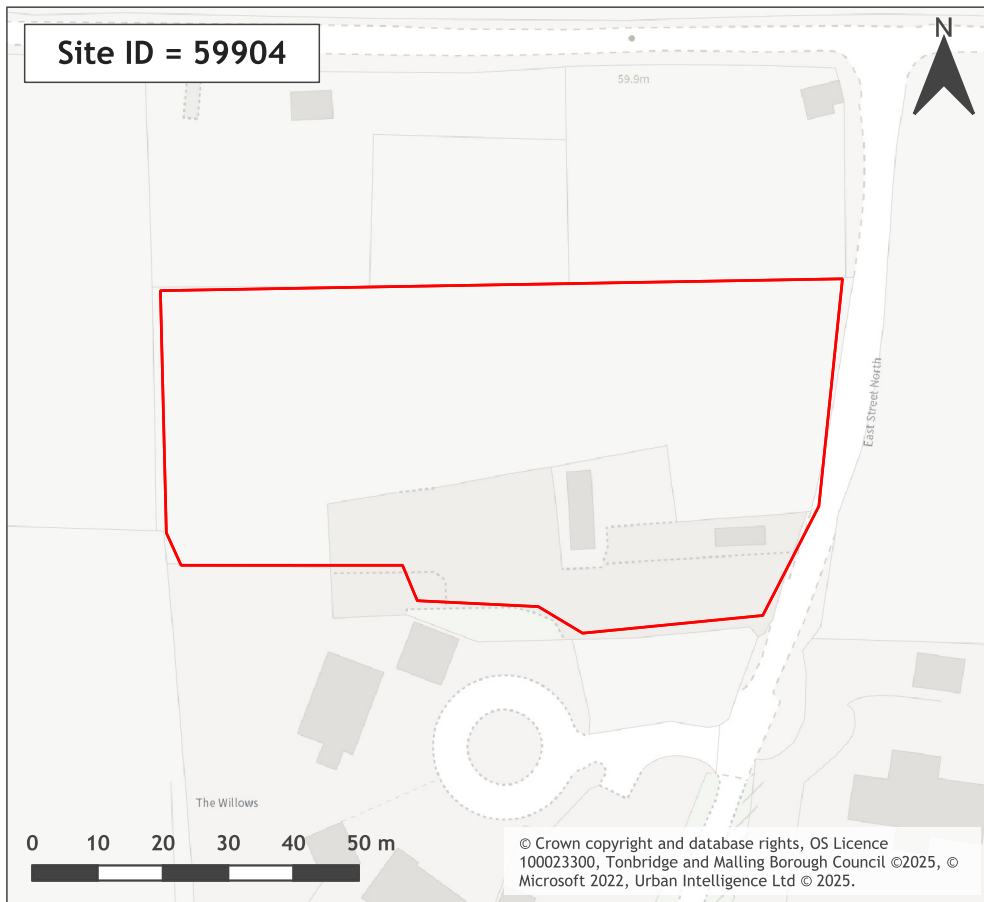 Site ID = 59904
N
59.9m
East Street North
The Willows
0 10 20 30 40 50 m
© Crown copyright and database rights, OS Licence
100023300, Tonbridge and Malling Borough Council ©2025, ©
Microsoft 2022, Urban Intelligence Ltd © 2025.